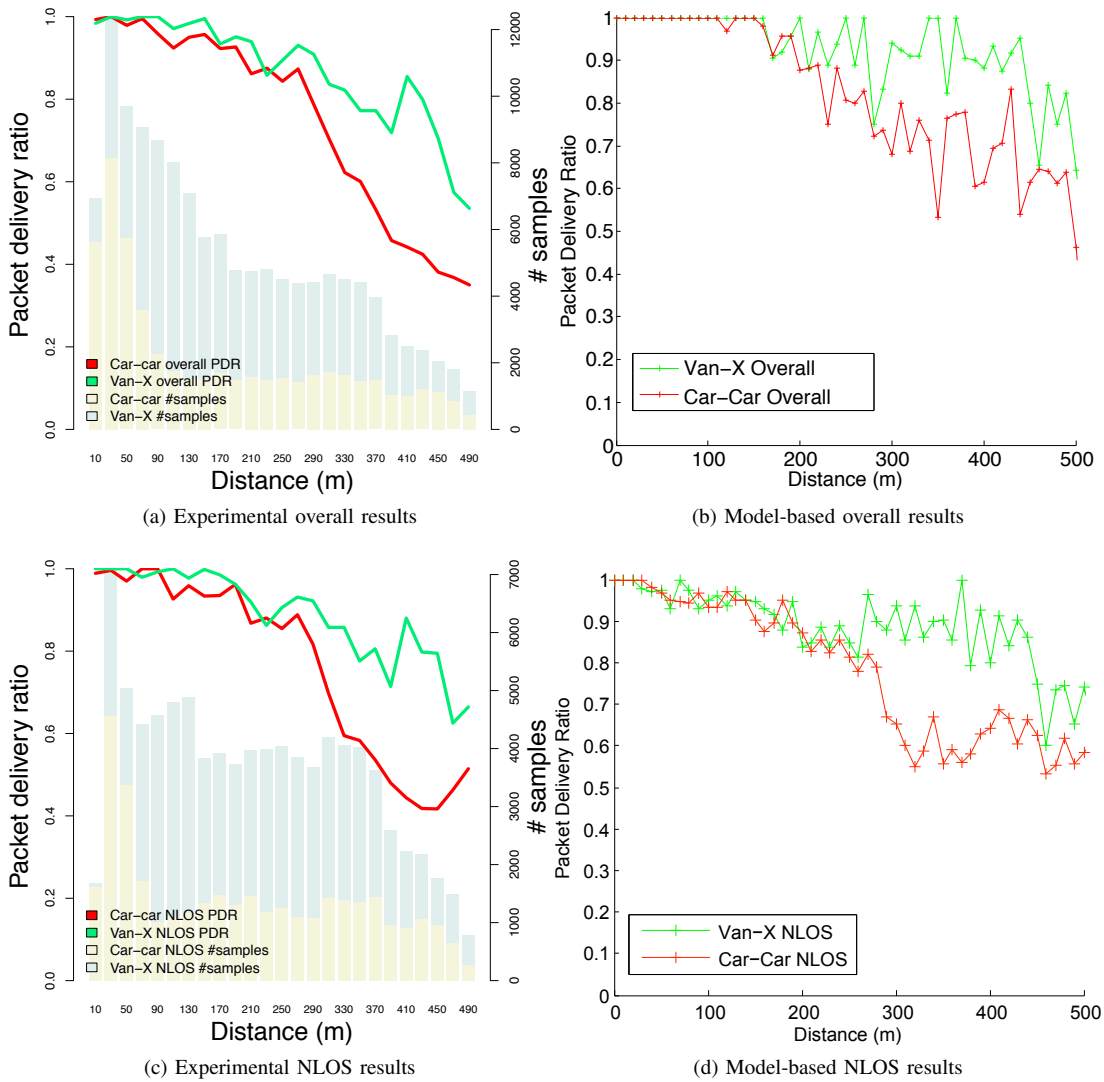 1.0
0.8
0.6
0.4
0.2
0.0
Packet delivery ratio
12000
10000
8000
6000
4000
2000
0
# samples
Car−car overall PDR
Van−X overall PDR
Car−car #samples
Van−X #samples
10 50 90 130 170 210 250 290 330 370 410 450 490
Distance (m)
(a) Experimental overall results
1
0.9
0.8
0.7
0.6
0.5
0.4
0.3
0.2
0.1
0
Packet Delivery Ratio
Van−X Overall
Car−Car Overall
0 100 200 300 400 500
Distance (m)
(b) Model-based overall results
1.0
0.8
0.6
0.4
0.2
0.0
Packet delivery ratio
7000
6000
5000
4000
3000
2000
1000
0
# samples
Car−car NLOS PDR
Van−X NLOS PDR
Car−car NLOS #samples
Van−X NLOS #samples
10 50 90 130 170 210 250 290 330 370 410 450 490
Distance (m)
(c) Experimental NLOS results
1
0.9
0.8
0.7
0.6
0.5
0.4
0.3
0.2
0.1
0
Packet Delivery Ratio
Van−X NLOS
Car−Car NLOS
0 100 200 300 400 500
Distance (m)
(d) Model-based NLOS results